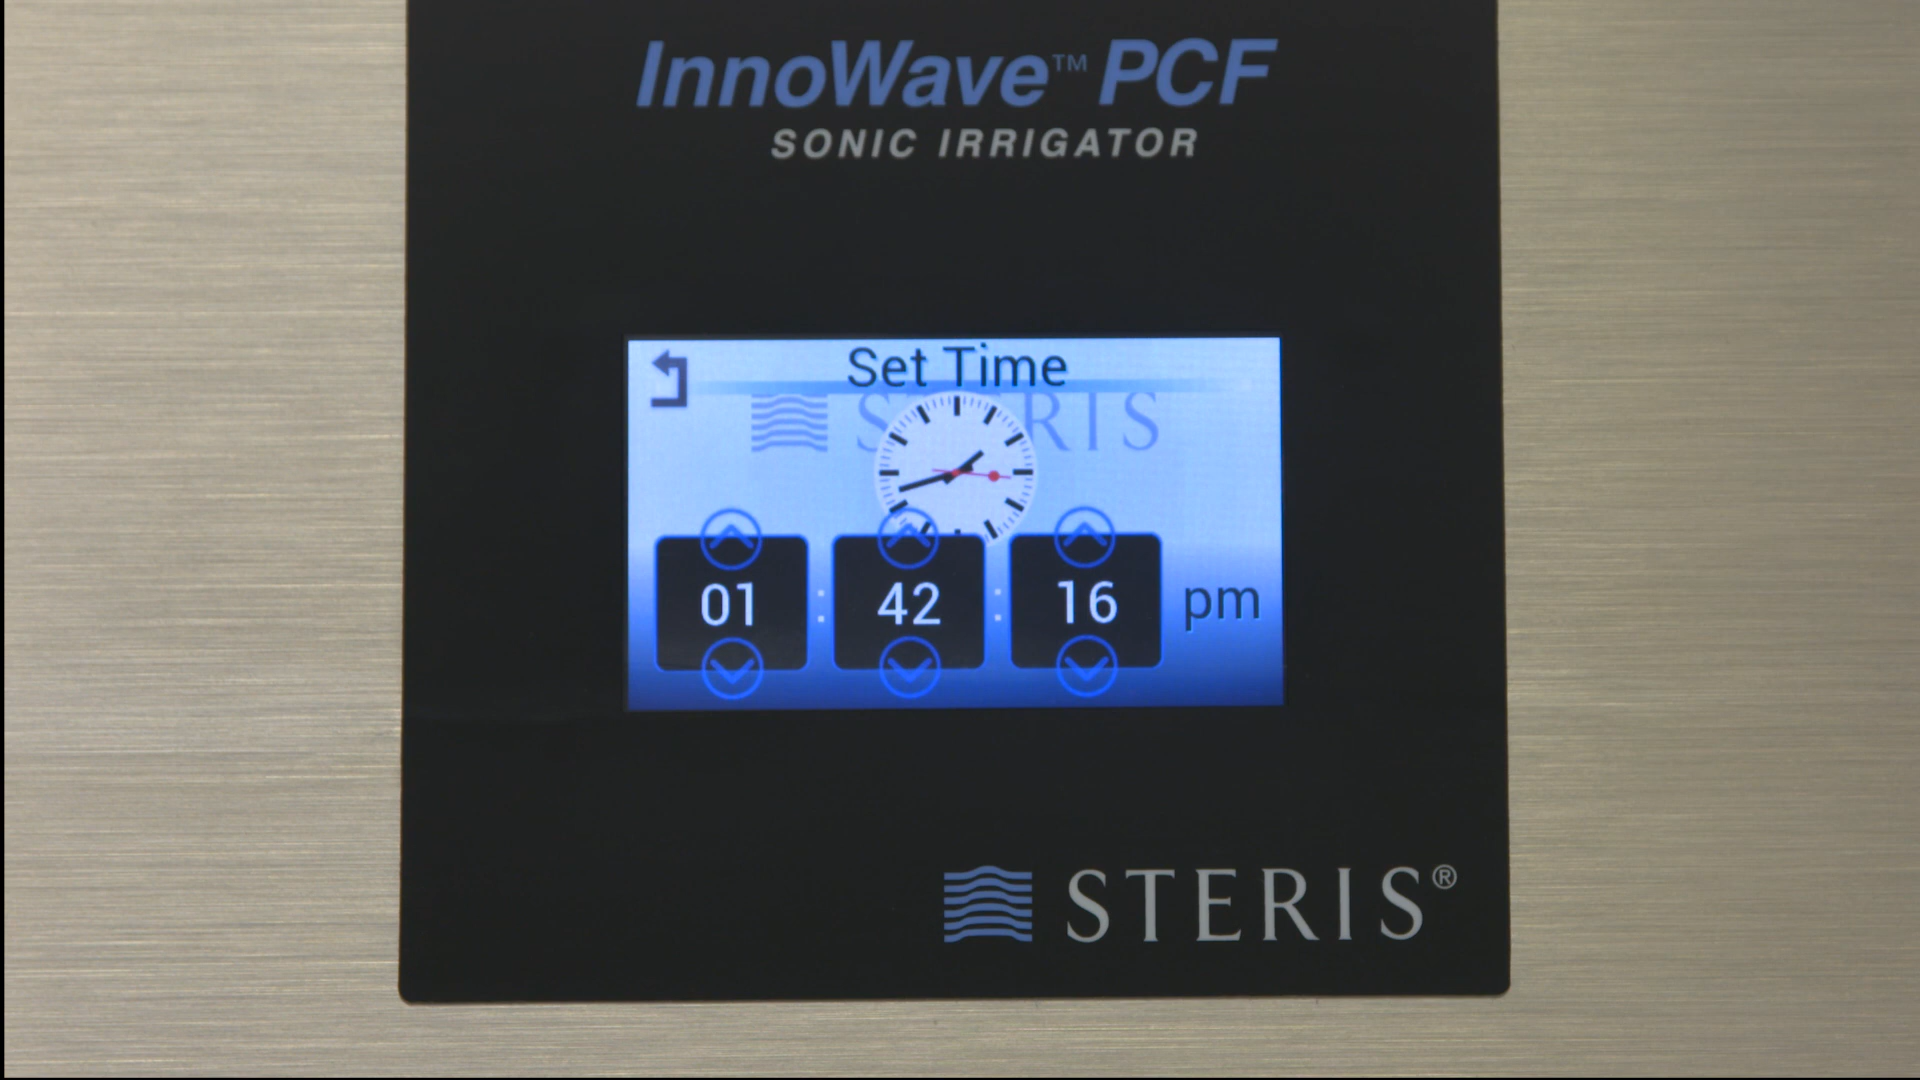 InnoWave™ PCF
SONIC IRRIGATOR
Set Time
STERIS
01 : 42 : 16 pm
STERIS®